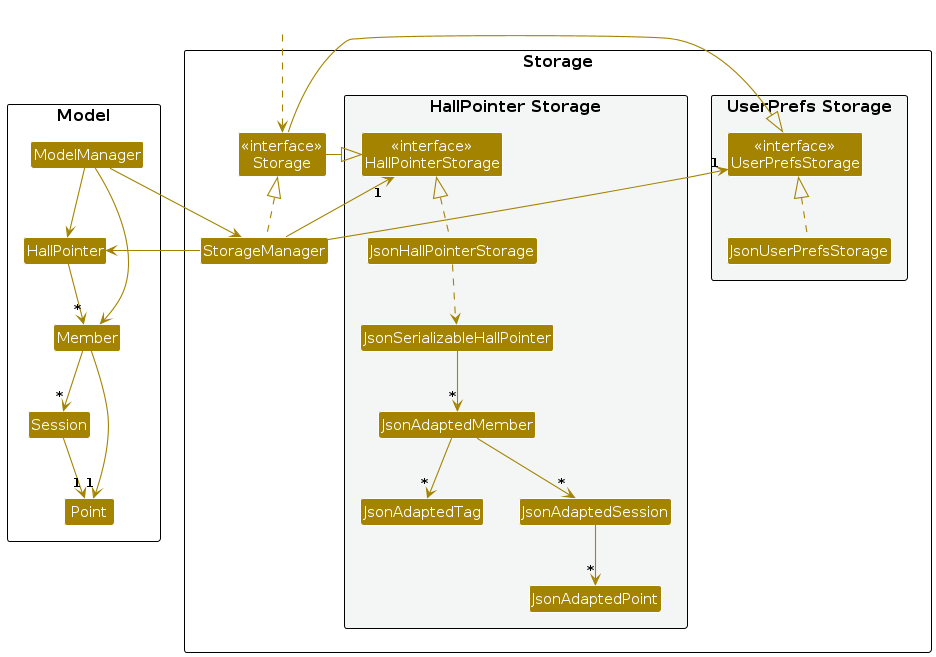 Storage
Model
HallPointer Storage
UserPrefs Storage
ModelManager
«interface»
Storage
«interface»
HallPointerStorage
«interface»
UserPrefsStorage
1
1
HallPointer
StorageManager
JsonHallPointerStorage
JsonUserPrefsStorage
*
Member
JsonSerializableHallPointer
*
*
Session
JsonAdaptedMember
1
1
*
*
Point
JsonAdaptedTag
JsonAdaptedSession
*
JsonAdaptedPoint